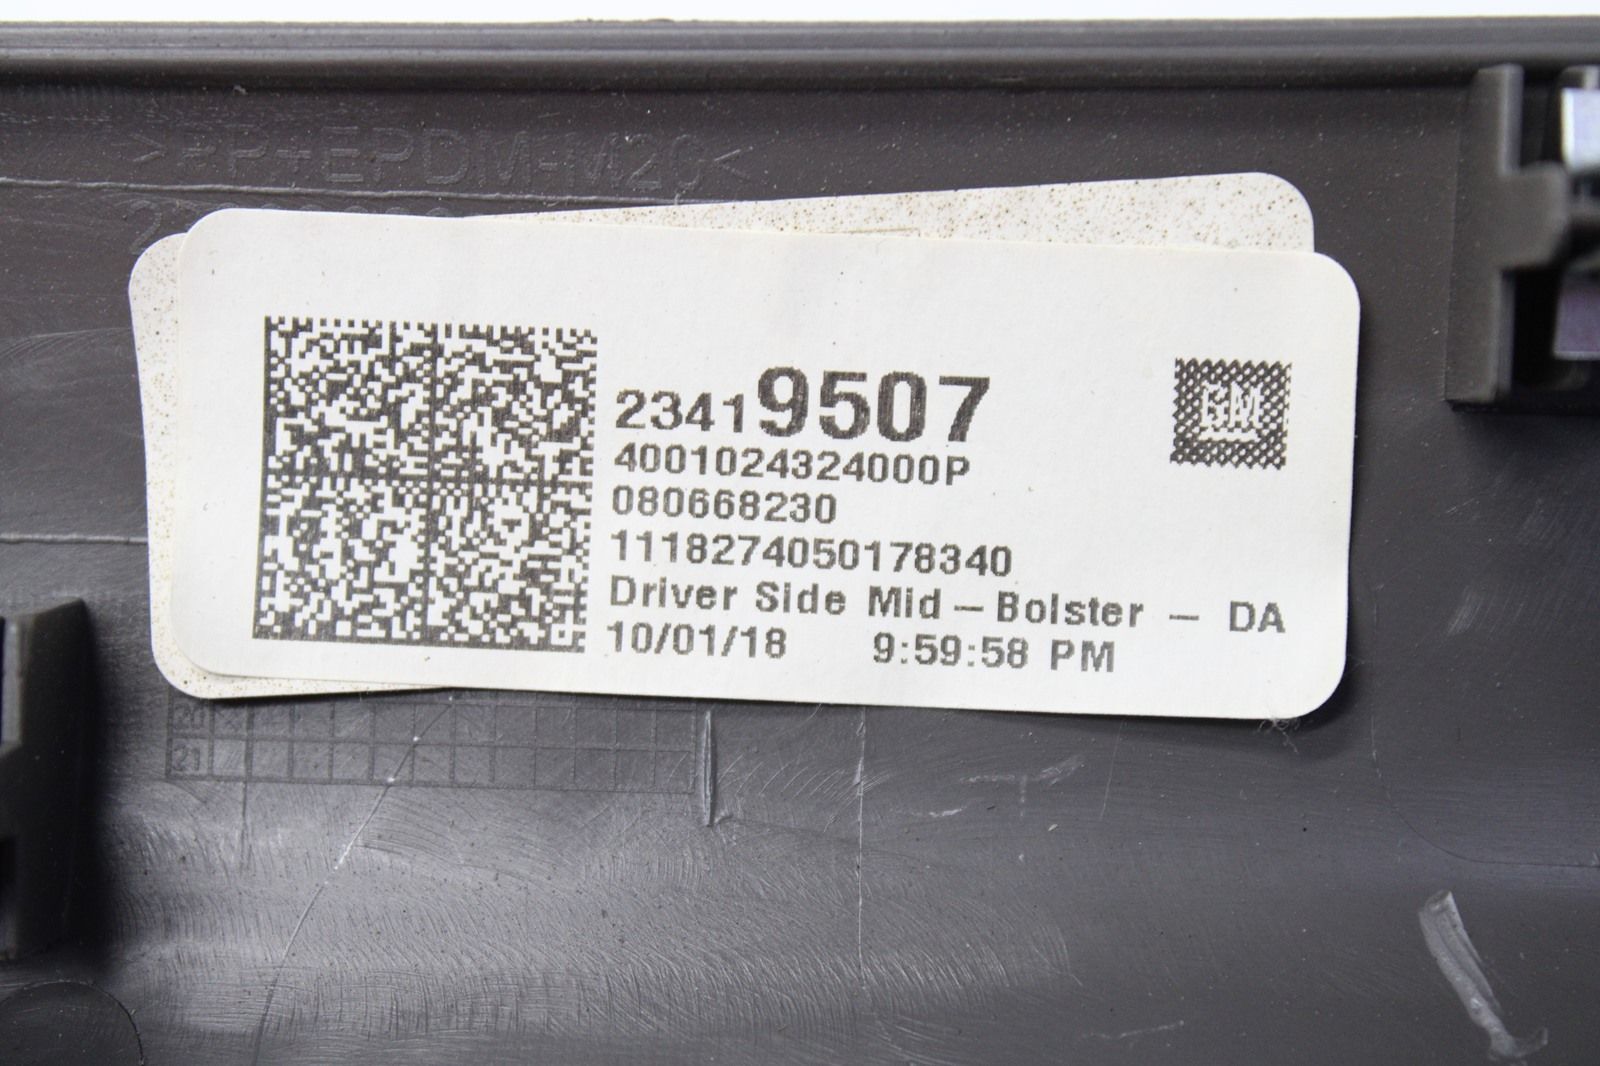 >PP+EPDM-M20<
23419507
GM
4001024324000P
080668230
1118274050178340
Driver Side Mid - Bolster - DA
10/01/18 9:59:58 PM
20
21